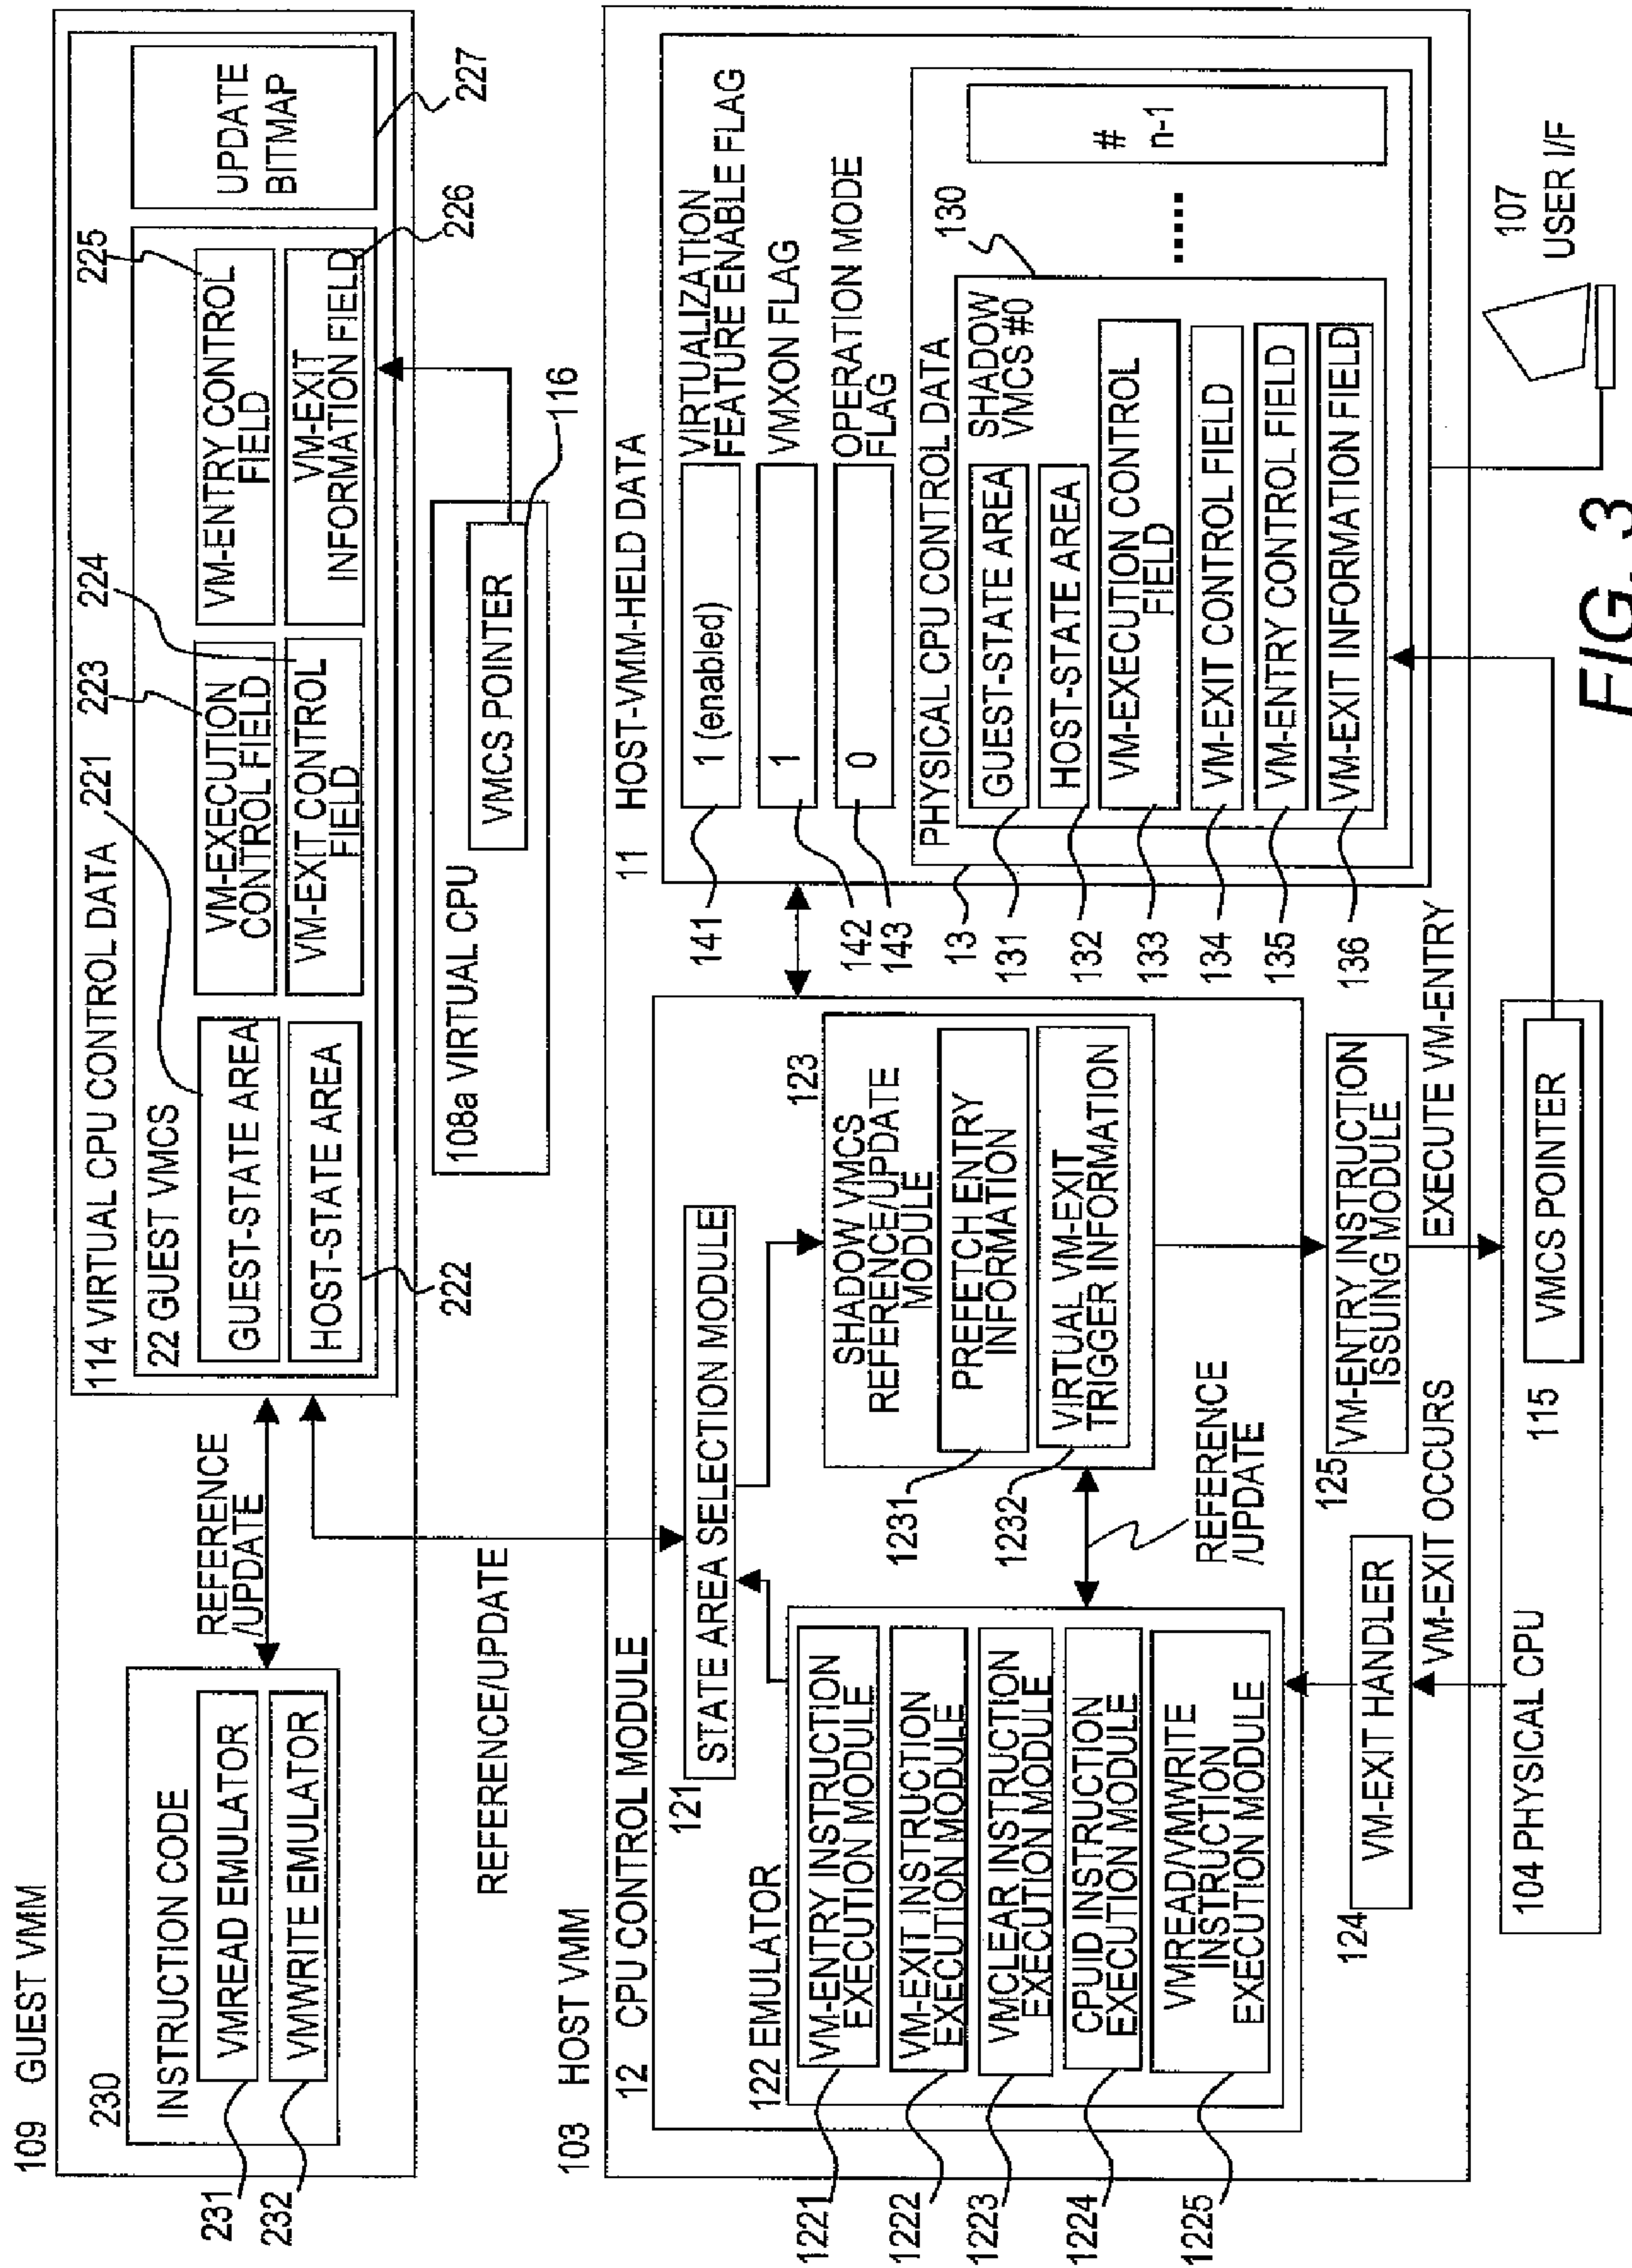 109 GUEST VMM
230
INSTRUCTION CODE
VMREAD EMULATOR
VMWRITE EMULATOR
231
232
REFERENCE
/UPDATE
114 VIRTUAL CPU CONTROL DATA
22 GUEST VMCS
221
223
224
225
GUEST-STATE AREA
HOST-STATE AREA
222
VM-EXECUTION
CONTROL FIELD
VM-EXIT CONTROL
FIELD
VM-ENTRY CONTROL
FIELD
VM-EXIT
INFORMATION FIELD
226
UPDATE
BITMAP
227
108a VIRTUAL CPU
VMCS POINTER
116
REFERENCE/UPDATE
103 HOST VMM
12 CPU CONTROL MODULE
121
STATE AREA SELECTION MODULE
122 EMULATOR
VM-ENTRY INSTRUCTION
EXECUTION MODULE
VM-EXIT INSTRUCTION
EXECUTION MODULE
VMCLEAR INSTRUCTION
EXECUTION MODULE
CPUID INSTRUCTION
EXECUTION MODULE
VMREAD/VMWRITE
INSTRUCTION
EXECUTION MODULE
1221
1222
1223
1224
1225
123
SHADOW VMCS
REFERENCE/UPDATE
MODULE
PREFETCH ENTRY
INFORMATION
VIRTUAL VM-EXIT
TRIGGER INFORMATION
1231
1232
REFERENCE
/UPDATE
124
VM-EXIT HANDLER
125
VM-ENTRY INSTRUCTION
ISSUING MODULE
VM-EXIT OCCURS
EXECUTE VM-ENTRY
104 PHYSICAL CPU
115
VMCS POINTER
11 HOST-VMM-HELD DATA
141
1 (enabled)
VIRTUALIZATION
FEATURE ENABLE FLAG
142
1
VMXON FLAG
143
0
OPERATION MODE
FLAG
13
PHYSICAL CPU CONTROL DATA
130
SHADOW
VMCS #0
131
GUEST-STATE AREA
132
HOST-STATE AREA
133
VM-EXECUTION CONTROL
FIELD
134
VM-EXIT CONTROL FIELD
135
VM-ENTRY CONTROL FIELD
136
VM-EXIT INFORMATION FIELD
.....
#
n-1
107
USER I/F
FIG. 3